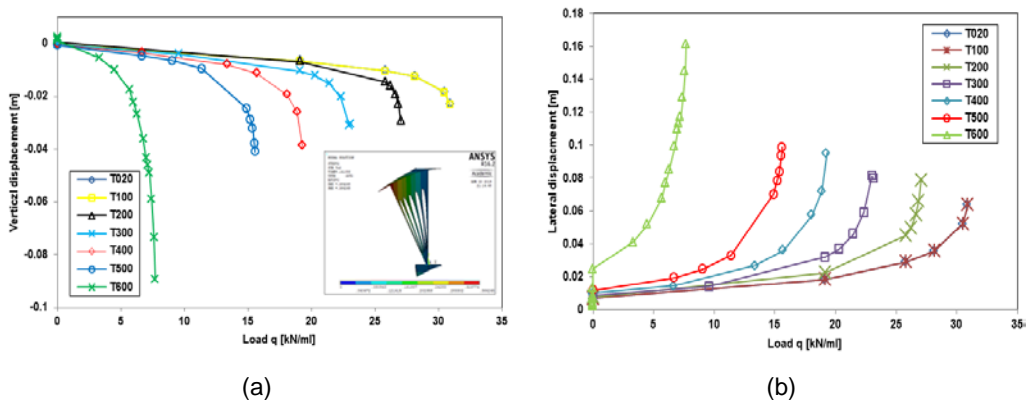 0
-0.02
-0.04
-0.06
-0.08
-0.1
0 5 10 15 20 25 30 35
Verticzl displacement [m]
Load q [kN/ml]
T020
T100
T200
T300
T400
T500
T600
ANSYS
(a)
0.18
0.16
0.14
0.12
0.1
0.08
0.06
0.04
0.02
0
0 5 10 15 20 25 30 35
Lateral displacmeement [m]
Load q [kN/ml]
T020
T100
T200
T300
T400
T500
T600
(b)